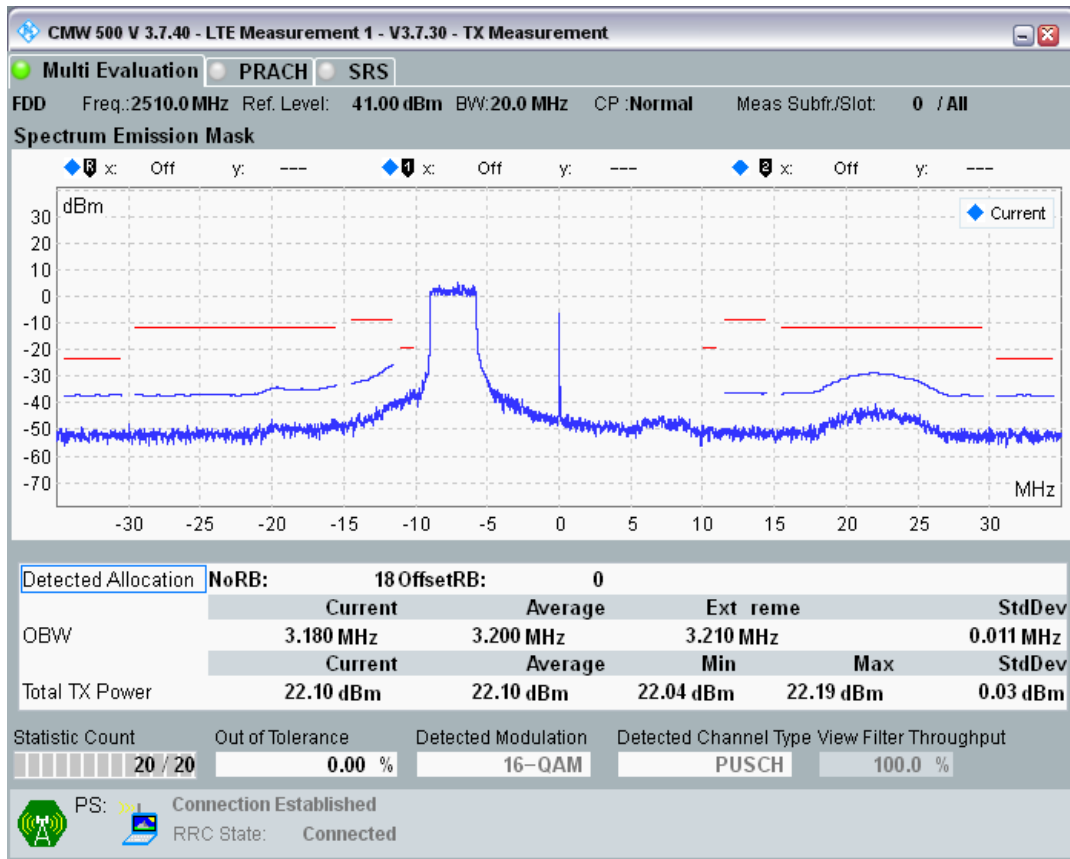 CMW 500 V 3.7.40 - LTE Measurement 1 - V3.7.30 - TX Measurement
Multi Evaluation PRACH SRS
FDD Freq.:2510.0 MHz Ref. Level: 41.00 dBm BW:20.0 MHz CP :Normal Meas Subfr./Slot: 0 / All
Spectrum Emission Mask
R x: Off y: --- 1 x: Off y: --- 2 x: Off y: ---
dBm
Current
30
20
10
0
-10
-20
-30
-40
-50
-60
-70
MHz
-30 -25 -20 -15 -10 -5 0 5 10 15 20 25 30
Detected Allocation NoRB: 18 OffsetRB: 0
Current Average Ext reme StdDev
OBW 3.180 MHz 3.200 MHz 3.210 MHz 0.011 MHz
Current Average Min Max StdDev
Total TX Power 22.10 dBm 22.10 dBm 22.04 dBm 22.19 dBm 0.03 dBm
Statistic Count Out of Tolerance Detected Modulation Detected Channel Type View Filter Throughput
20 / 20 0.00 % 16-QAM PUSCH 100.0 %
PS: Connection Established
RRC State: Connected